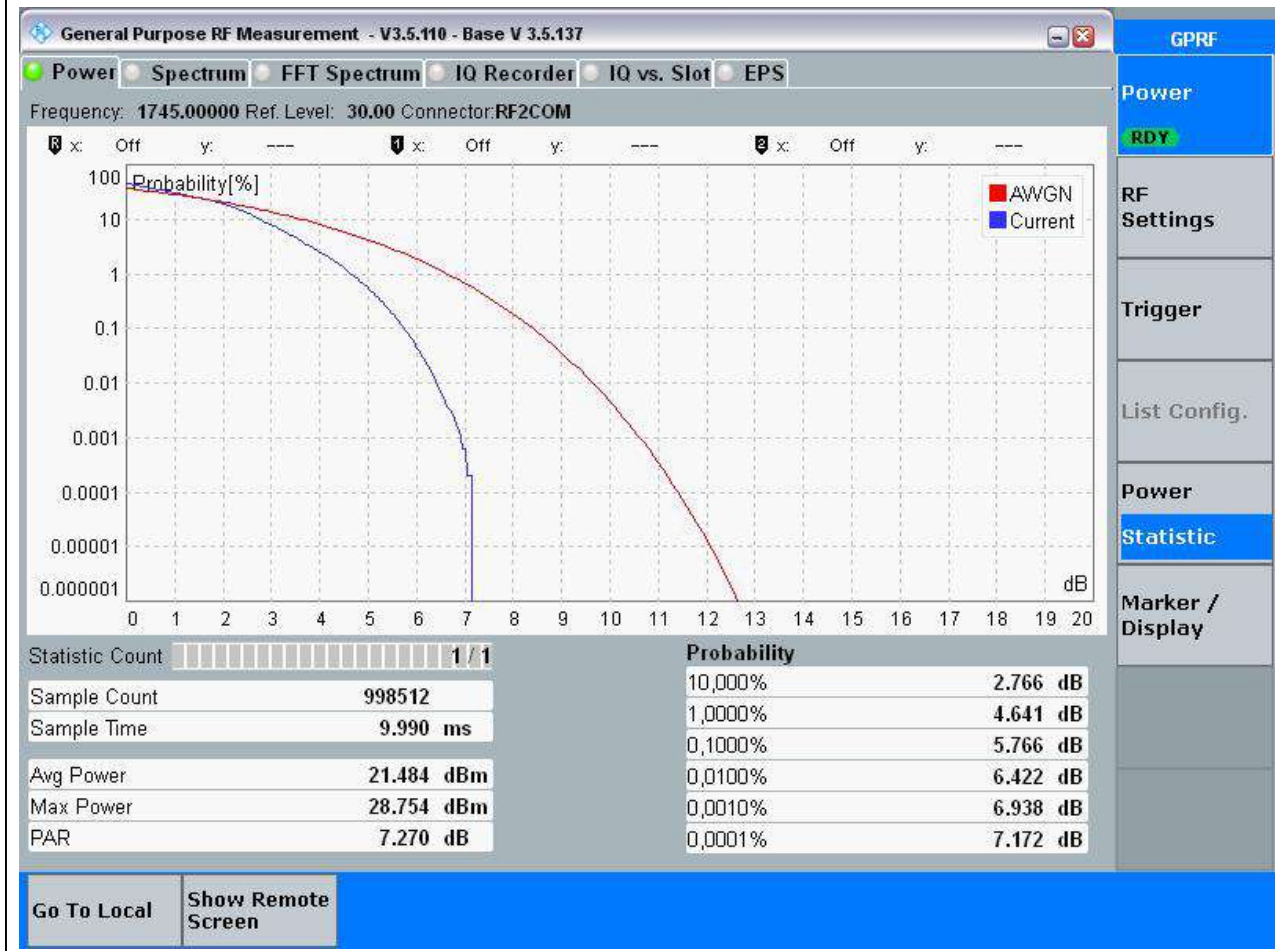 General Purpose RF Measurement - V3.5.110 - Base V 3.5.137
GPRF
Power Spectrum FFT Spectrum IQ Recorder IQ vs. Slot EPS
Frequency: 1745.00000 Ref. Level: 30.00 Connector:RF2COM
R x: Off y: --- 1 x: Off y: --- 2 x: Off y: ---
Probability[%]
AWGN
Current
100
10
1
0.1
0.01
0.001
0.0001
0.00001
0.000001
dB
0 1 2 3 4 5 6 7 8 9 10 11 12 13 14 15 16 17 18 19 20
Statistic Count 1 / 1
Sample Count 998512
Sample Time 9.990 ms
Avg Power 21.484 dBm
Max Power 28.754 dBm
PAR 7.270 dB
Probability
10,000% 2.766 dB
1,0000% 4.641 dB
0,1000% 5.766 dB
0,0100% 6.422 dB
0,0010% 6.938 dB
0,0001% 7.172 dB
Power
RDY
RF
Settings
Trigger
List Config.
Power
Statistic
Marker /
Display
Go To Local
Show Remote
Screen